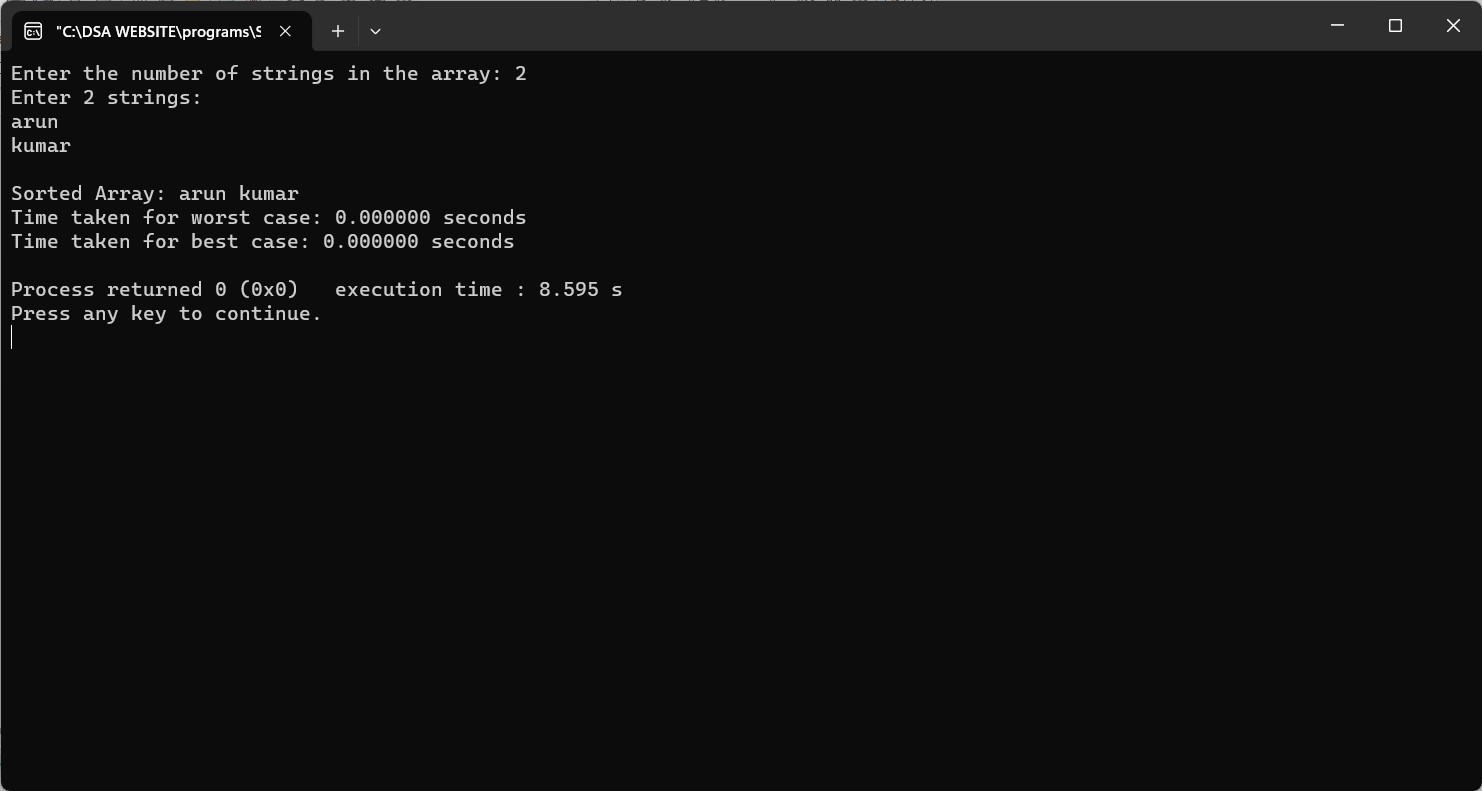 "C:\DSA WEBSITE\programs\S
Enter the number of strings in the array: 2
Enter 2 strings:
arun
kumar
Sorted Array: arun kumar
Time taken for worst case: 0.000000 seconds
Time taken for best case: 0.000000 seconds
Process returned 0 (0x0)   execution time : 8.595 s
Press any key to continue.